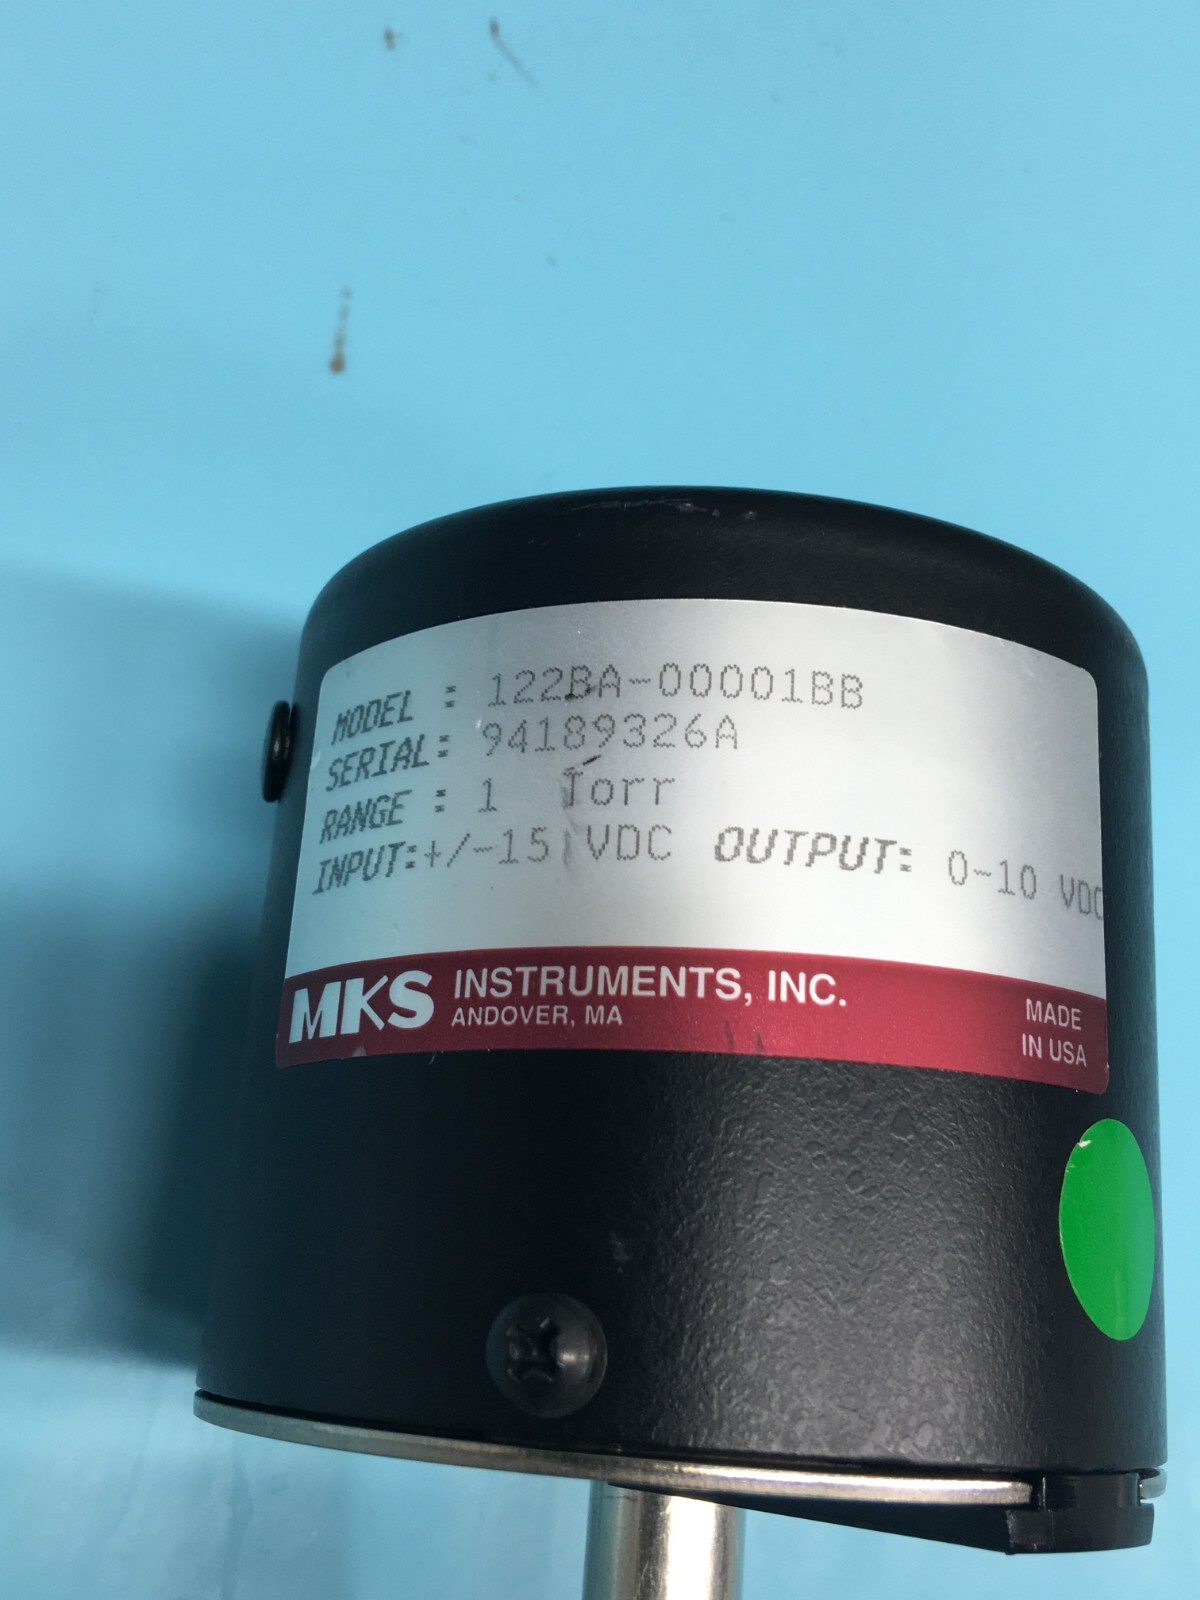 MODEL : 122BA-00001BB
SERIAL: 94189326A
RANGE : 1 Torr
INPUT:+/-15 VDC OUTPUT: 0-10 VDC
MKS INSTRUMENTS, INC.
ANDOVER, MA
MADE
IN USA